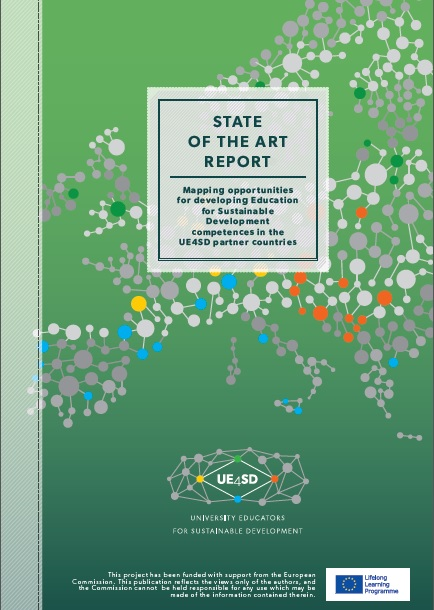 STATE
OF THE ART
REPORT
Mapping opportunities
for developing Education
for Sustainable
Development
competences in the
UE4SD partner countries
UE4SD
UNIVERSITY EDUCATORS
FOR SUSTAINABLE DEVELOPMENT
This project has been funded with support from the European
Commission. This publication reflects the views only of the authors, and
the Commission cannot be held responsible for any use which may be
made of the information contained therein.
Lifelong
Learning
Programme